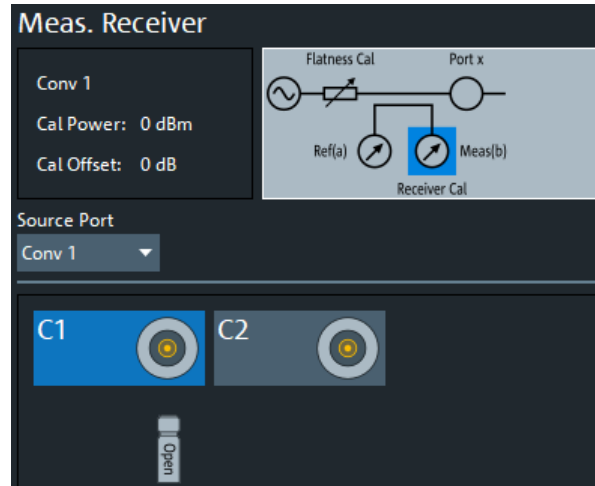 Meas. Receiver
Conv 1
Cal Power: 0 dBm
Cal Offset: 0 dB
Flatness Cal
Port x
Ref(a)
Meas(b)
Receiver Cal
Source Port
Conv 1
C1
C2
Open